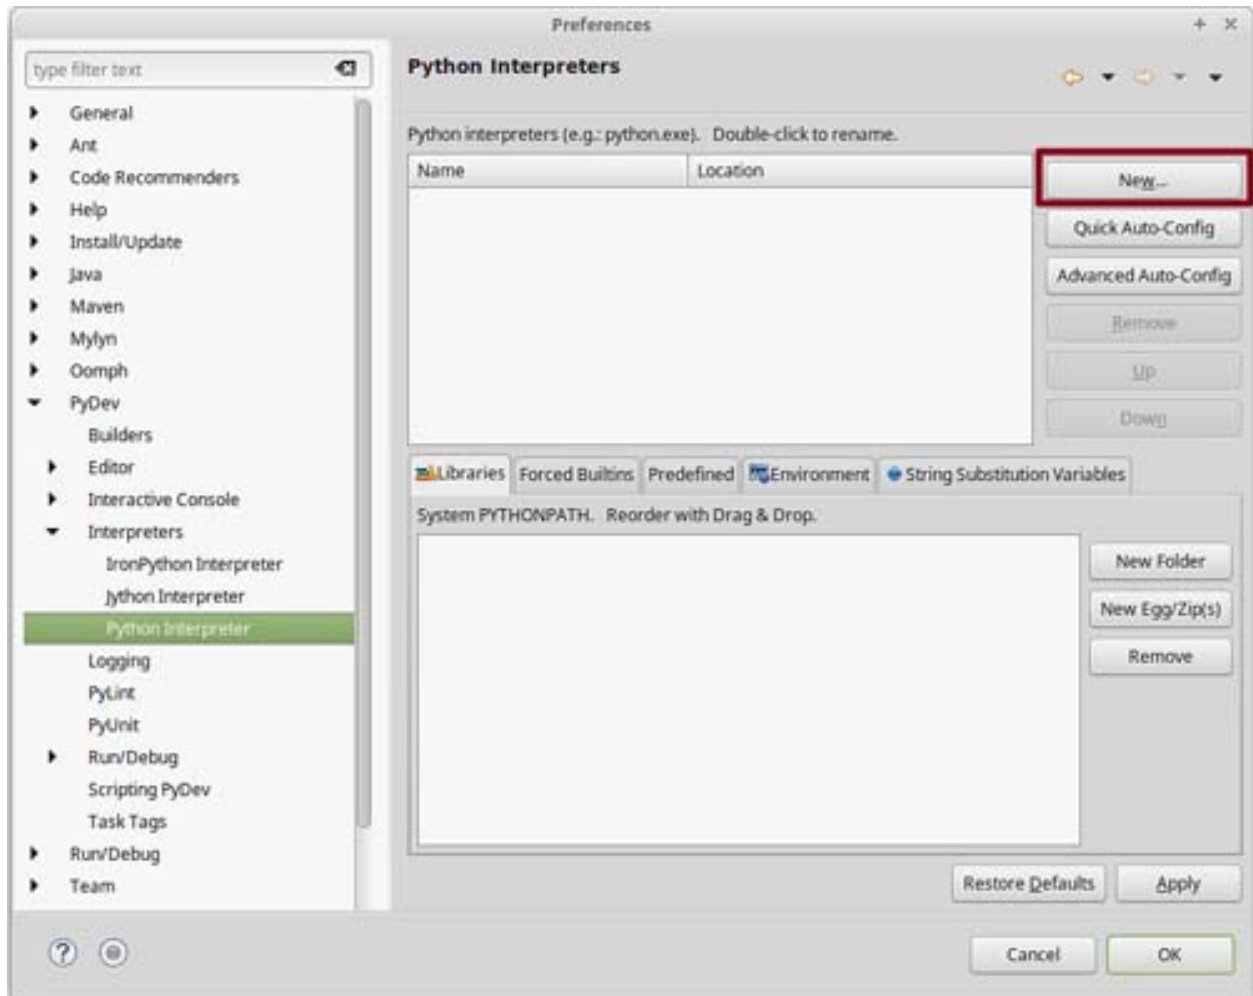 Preferences
type filter text
General
Ant
Code Recommenders
Help
Install/Update
Java
Maven
Mylyn
Oomph
PyDev
Builders
Editor
Interactive Console
Interpreters
IronPython Interpreter
Jython Interpreter
Python Interpreter
Logging
PyLint
PyUnit
Run/Debug
Scripting PyDev
Task Tags
Run/Debug
Team
Python Interpreters
Python interpreters (e.g.: python.exe).   Double-click to rename.
Name Location
New...
Quick Auto-Config
Advanced Auto-Config
Remove
Up
Down
Libraries Forced Builtins Predefined Environment String Substitution Variables
System PYTHONPATH.   Reorder with Drag & Drop.
New Folder
New Egg/Zip(s)
Remove
Restore Defaults Apply
Cancel OK